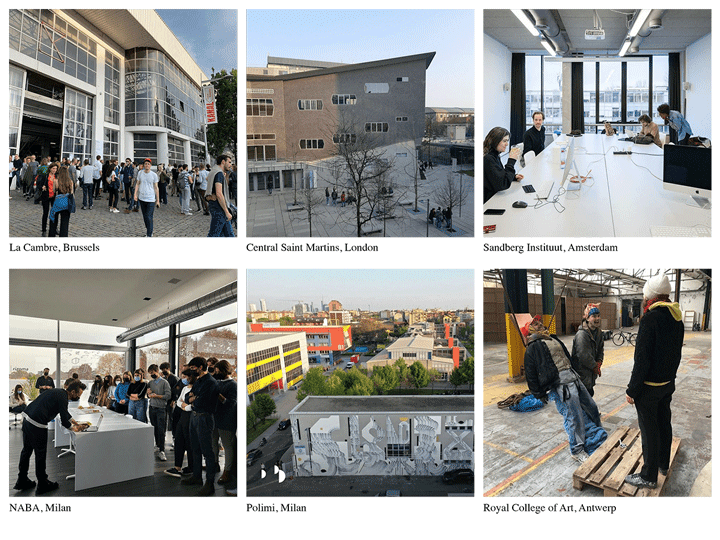 KANAL
La Cambre, Brussels
Central Saint Martins, London
Sandberg Instituut, Amsterdam
NABA, Milan
Polimi, Milan
Royal College of Art, Antwerp